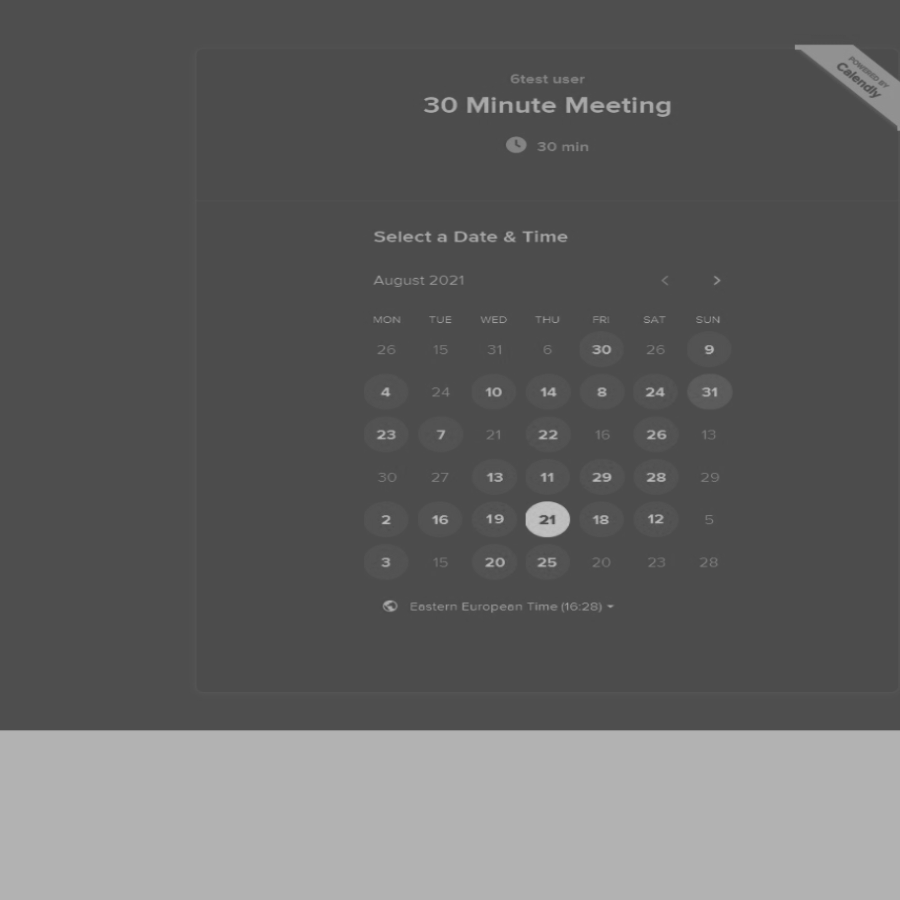 POWERED BY
Calendly
6test user
30 Minute Meeting
30 min
Select a Date & Time
August 2021
MON TUE WED THU FRI SAT SUN
26 15 31 6 30 26 9
4 24 10 14 8 24 31
23 7 21 22 16 26 13
30 27 13 11 29 28 29
2 16 19 21 18 12 5
3 15 20 25 20 23 28
Eastern European Time (16:28)